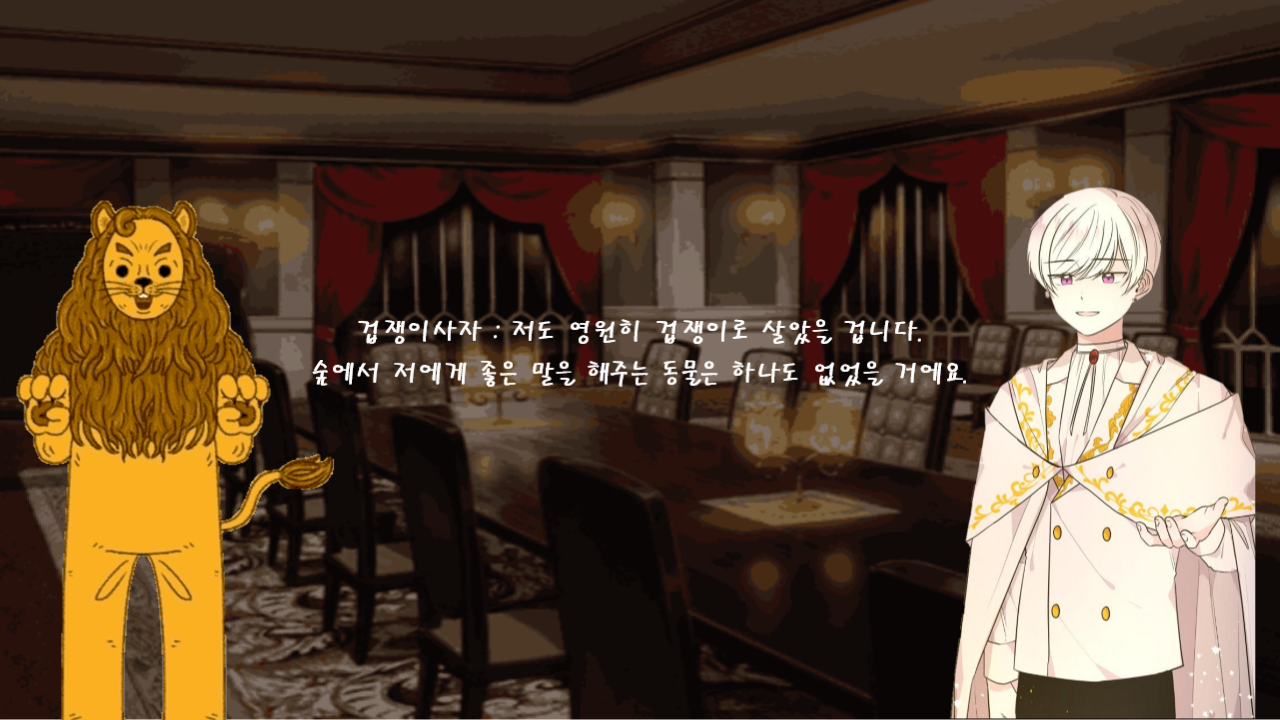 겁쟁이사자 : 저도 영원히 겁쟁이로 살았을 겁니다.
숲에서 저에게 좋은 말을 해주는 동물은 하나도 없었을 거에요.